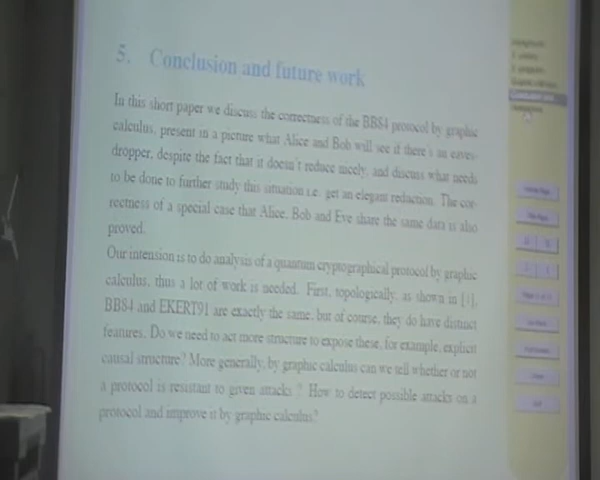 5. Conclusion and future work
In this short paper we discuss the correctness of the BB84 protocol by graphic
calculus, present in a picture what Alice and Bob will see if there's an eaves-
dropper, despite the fact that it doesn't reduce nicely, and discuss what needs
to be done to further study this situation i.e. get an elegant reduction. The cor-
rectness of a special case that Alice, Bob and Eve share the same data is also
proved.
Our intension is to do analysis of a quantum cryptographical protocol by graphic
calculus, thus a lot of work is needed. First, topologically, as shown in [1],
BB84 and EKERT91 are exactly the same, but of course, they do have distinct
features. Do we need to act more structure to expose these, for example, explicit
causal structure? More generally, by graphic calculus can we tell whether or not
a protocol is resistant to given attacks ? How to detect possible attacks on a
protocol and improve it by graphic calculus?